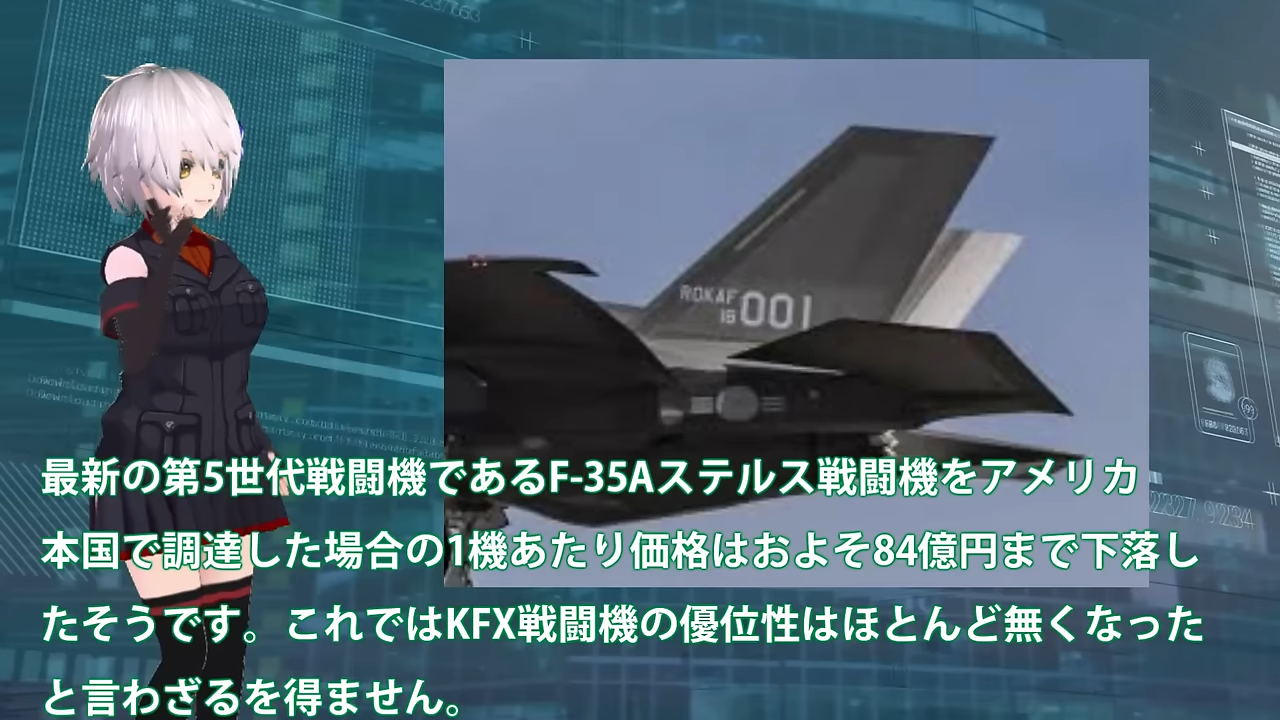 ROKAF
18 001
最新の第5世代戦闘機であるF-35Aステルス戦闘機をアメリカ
本国で調達した場合の1機あたり価格はおよそ84億円まで下落し
たそうです。これではKFX戦闘機の優位性はほとんど無くなった
と言わざるを得ません。